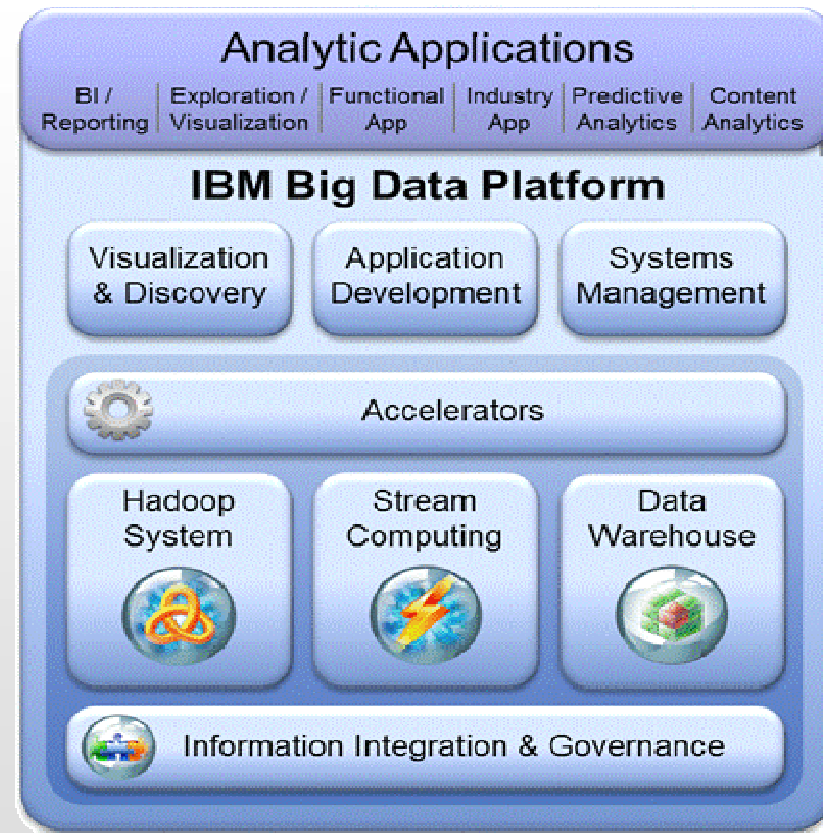 Analytic Applications
BI /
Reporting
Exploration /
Visualization
Functional
App
Industry
App
Predictive
Analytics
Content
Analytics
IBM Big Data Platform
Visualization
& Discovery
Application
Development
Systems
Management
Accelerators
Hadoop
System
Stream
Computing
Data
Warehouse
Information Integration & Governance